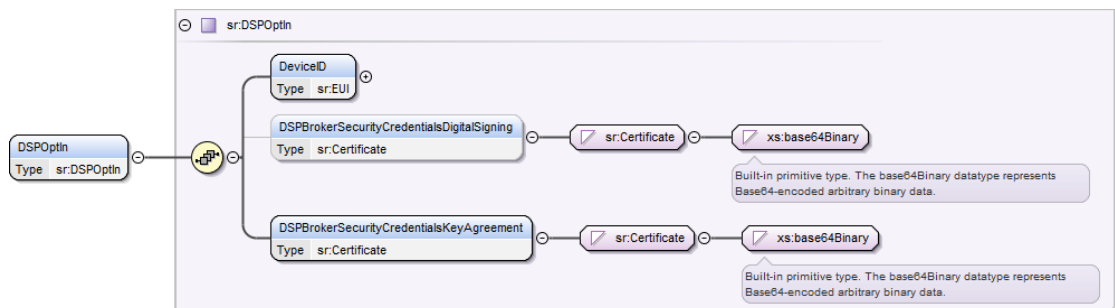 sr:DSPOptIn
DeviceID
Type sr:EUI
DSPBrokerSecurityCredentialsDigitalSigning
Type sr:Certificate
sr:Certificate
xs:base64Binary
Built-in primitive type. The base64Binary datatype represents
Base64-encoded arbitrary binary data.
DSPOptIn
Type sr:DSPOptIn
DSPBrokerSecurityCredentialsKeyAgreement
Type sr:Certificate
sr:Certificate
xs:base64Binary
Built-in primitive type. The base64Binary datatype represents
Base64-encoded arbitrary binary data.